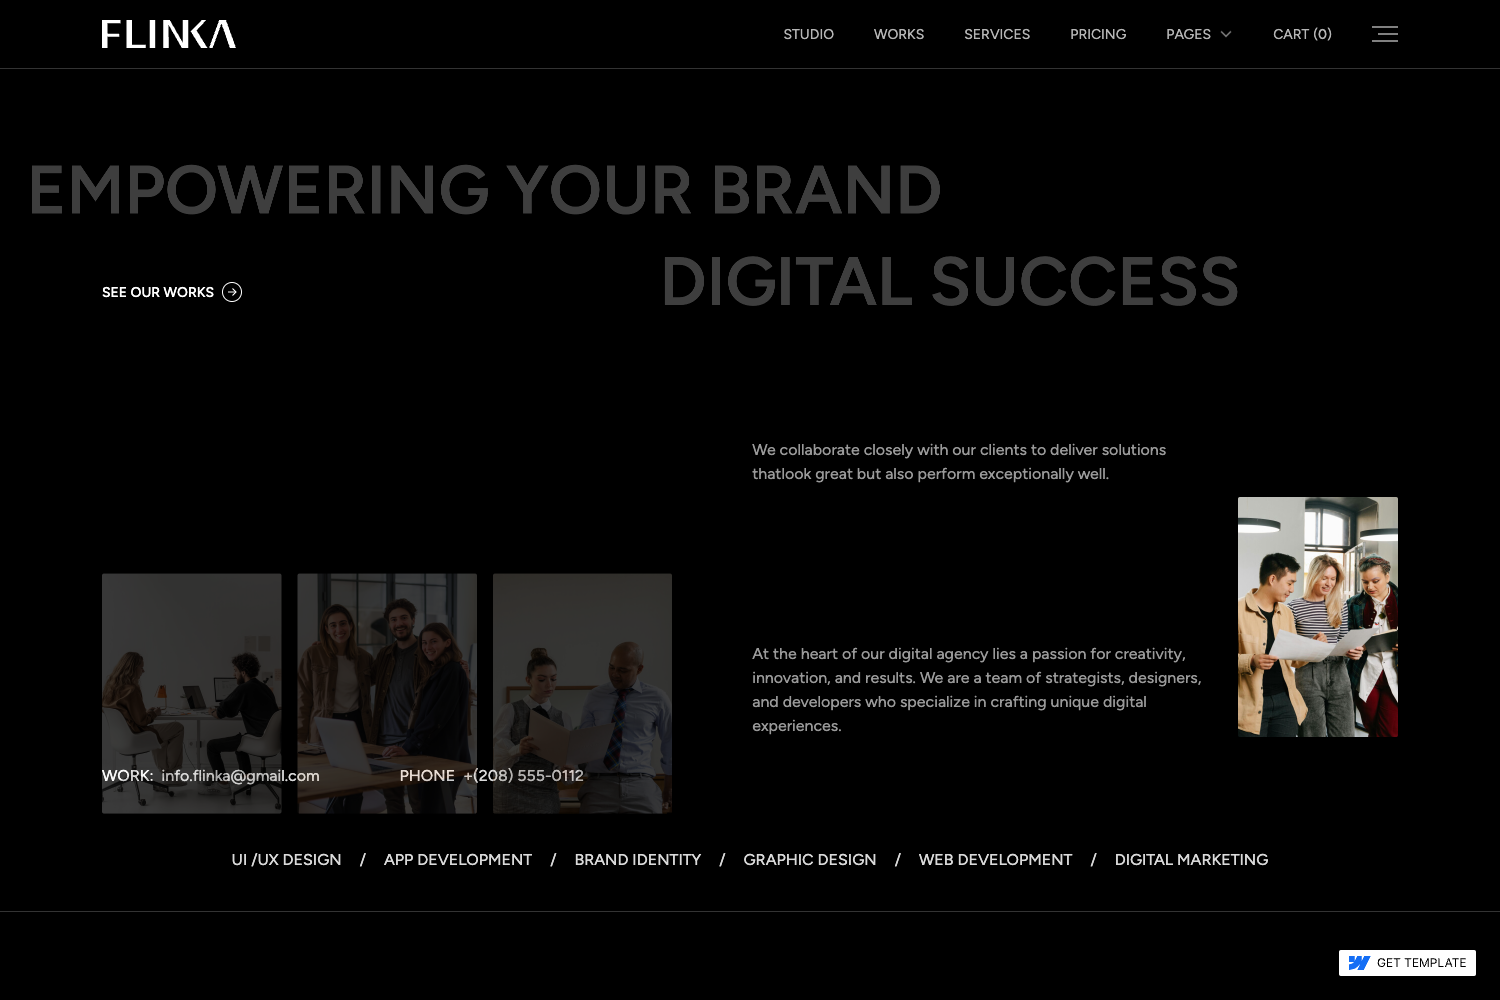 FLINKA
STUDIO WORKS SERVICES PRICING PAGES CART (0)
EMPOWERING YOUR BRAND
DIGITAL SUCCESS
SEE OUR WORKS
We collaborate closely with our clients to deliver solutions
thatlook great but also perform exceptionally well.
At the heart of our digital agency lies a passion for creativity,
innovation, and results. We are a team of strategists, designers,
and developers who specialize in crafting unique digital
experiences.
WORK: info.flinka@gmail.com PHONE +(208) 555-0112
UI /UX DESIGN / APP DEVELOPMENT / BRAND IDENTITY / GRAPHIC DESIGN / WEB DEVELOPMENT / DIGITAL MARKETING
GET TEMPLATE